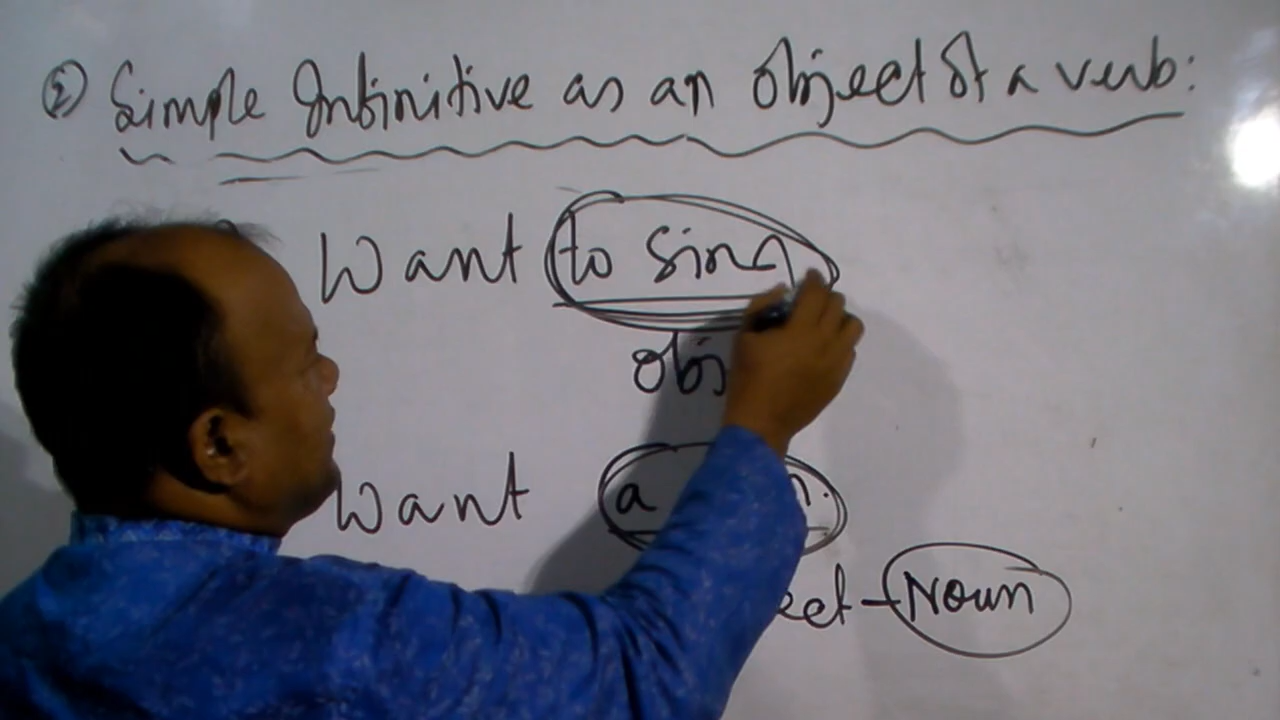 ② Simple Infinitive as an object of a verb:
Want to sing
Obj
Want a
ect - Noun